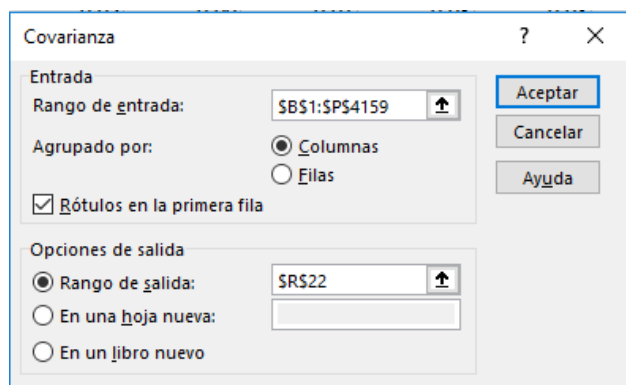 Covarianza ? X
Entrada
Rango de entrada: $B$1:$P$4159
Agrupado por: Columnas
Filas
Rótulos en la primera fila
Opciones de salida
Rango de salida: $R$22
En una hoja nueva:
En un libro nuevo
Aceptar
Cancelar
Ayuda